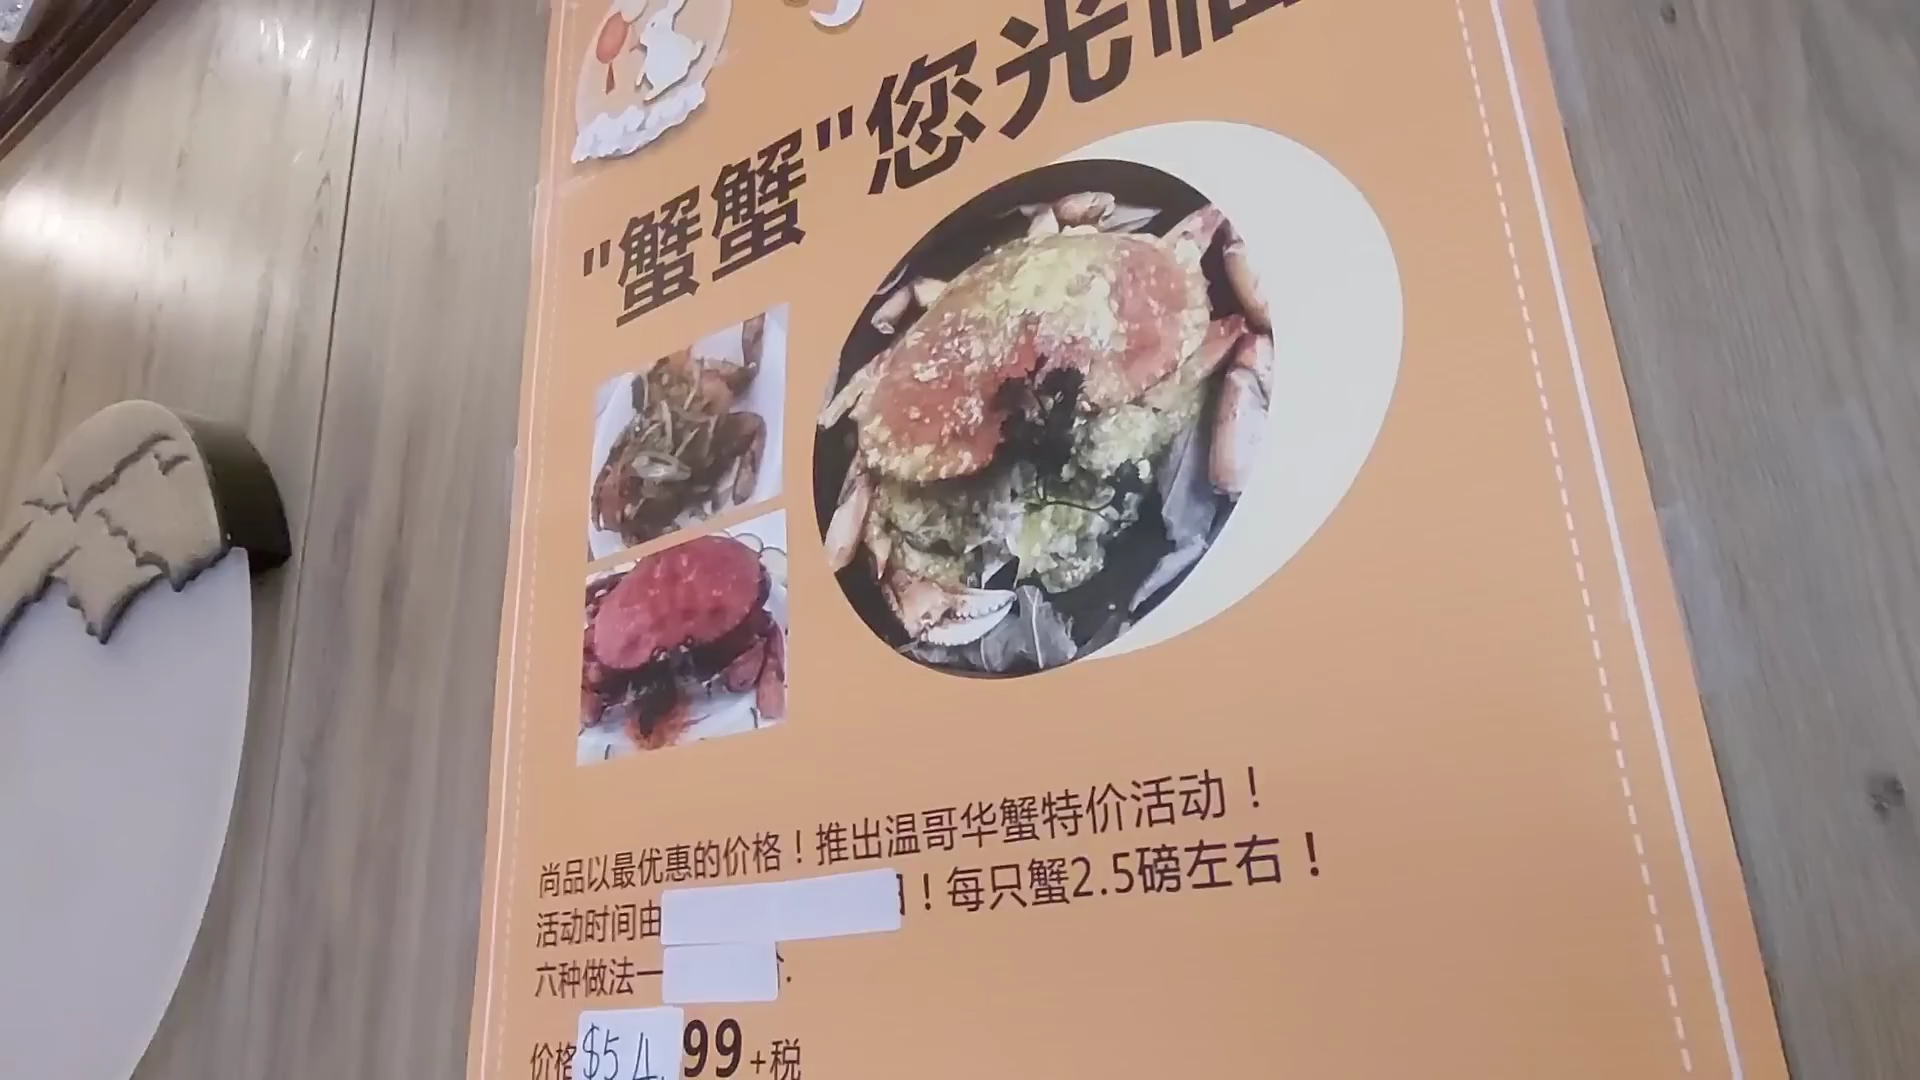 "蟹蟹"您光临
尚品以最优惠的价格！推出温哥华蟹特价活动！
活动时间由 ！每只蟹2.5磅左右！
六种做法一
价格$54.99+税